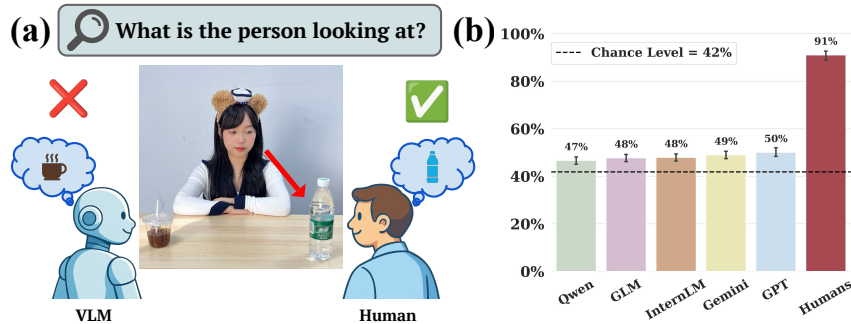 (a)
What is the person looking at?
VLM
Human
(b)
100%
80%
60%
40%
20%
0%
Chance Level = 42%
47%
48%
48%
49%
50%
91%
Qwen
GLM
InternLM
Gemini
GPT
Humans